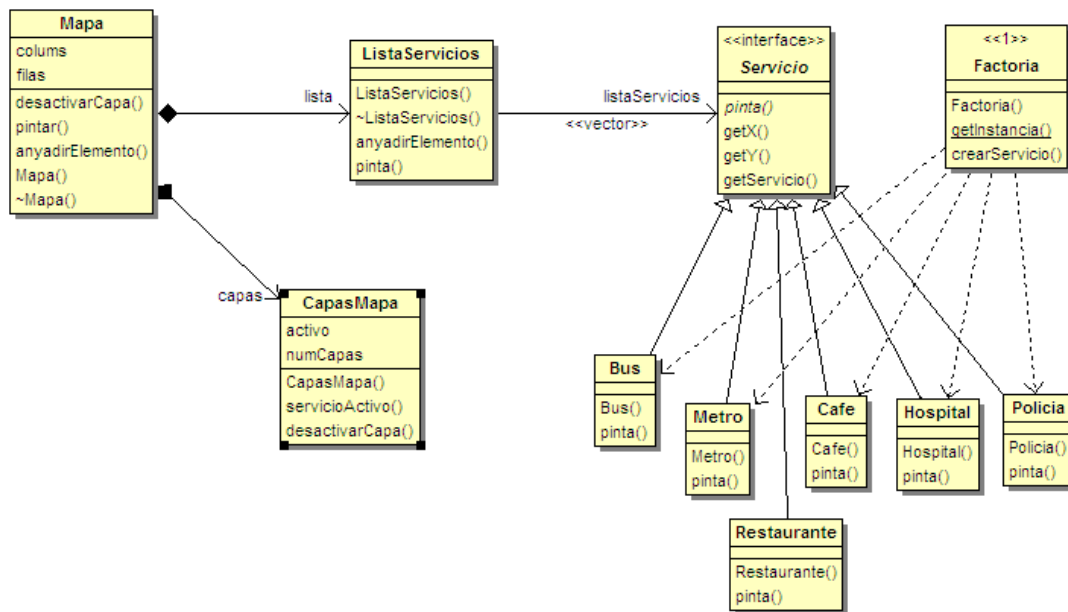 Mapa
colums
filas
desactivarCapa()
pintar()
anyadirElemento()
Mapa()
~Mapa()
lista
ListaServicios
ListaServicios()
~ListaServicios()
anyadirElemento()
pinta()
listaServicios
<<vector>>
<<interface>>
Servicio
pinta()
getX()
getY()
getServicio()
<<1>>
Factoria
Factoria()
getInstancia()
crearServicio()
capas
CapasMapa
activo
numCapas
CapasMapa()
servicioActivo()
desactivarCapa()
Bus
Bus()
pinta()
Metro
Metro()
pinta()
Cafe
Cafe()
pinta()
Hospital
Hospital()
pinta()
Policia
Policia()
pinta()
Restaurante
Restaurante()
pinta()